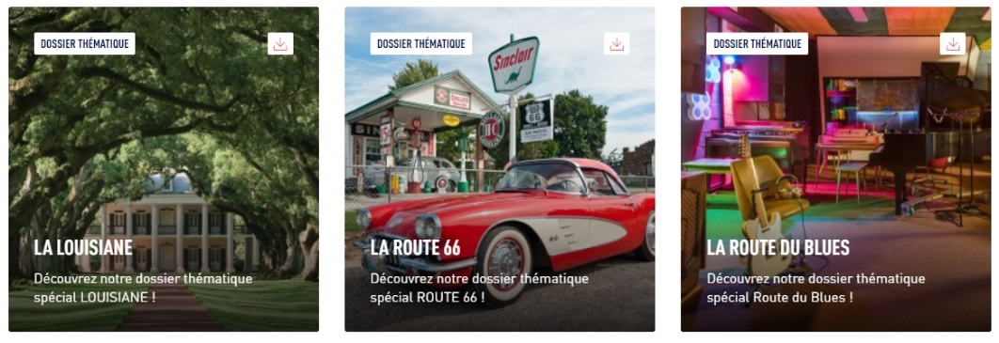 DOSSIER THÉMATIQUE
LA LOUISIANE
Découvrez notre dossier thématique
spécial LOUISIANE !
DOSSIER THÉMATIQUE
Sinclair
SINCLAIR
66
LA ROUTE 66
Découvrez notre dossier thématique
spécial ROUTE 66 !
DOSSIER THÉMATIQUE
LA ROUTE DU BLUES
Découvrez notre dossier thématique
spécial Route du Blues !